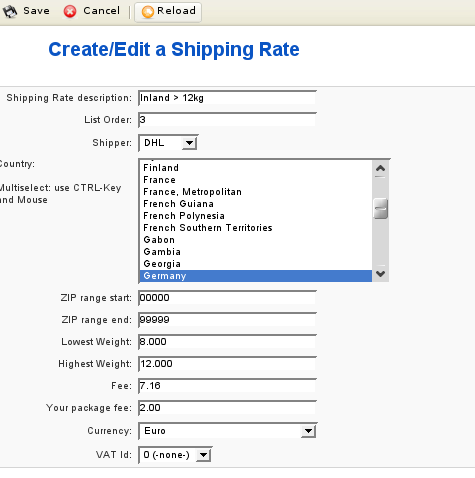 Save Cancel Reload
Create/Edit a Shipping Rate
Shipping Rate description: Inland > 12kg
List Order: 3
Shipper: DHL
Country:
Finland
France
Multiselect: use CTRL-Key
and Mouse
France, Metropolitan
French Guiana
French Polynesia
French Southern Territories
Gabon
Gambia
Georgia
Germany
ZIP range start: 00000
ZIP range end: 99999
Lowest Weight: 8.000
Highest Weight: 12.000
Fee: 7.16
Your package fee: 2.00
Currency: Euro
VAT Id: 0 (-none-)